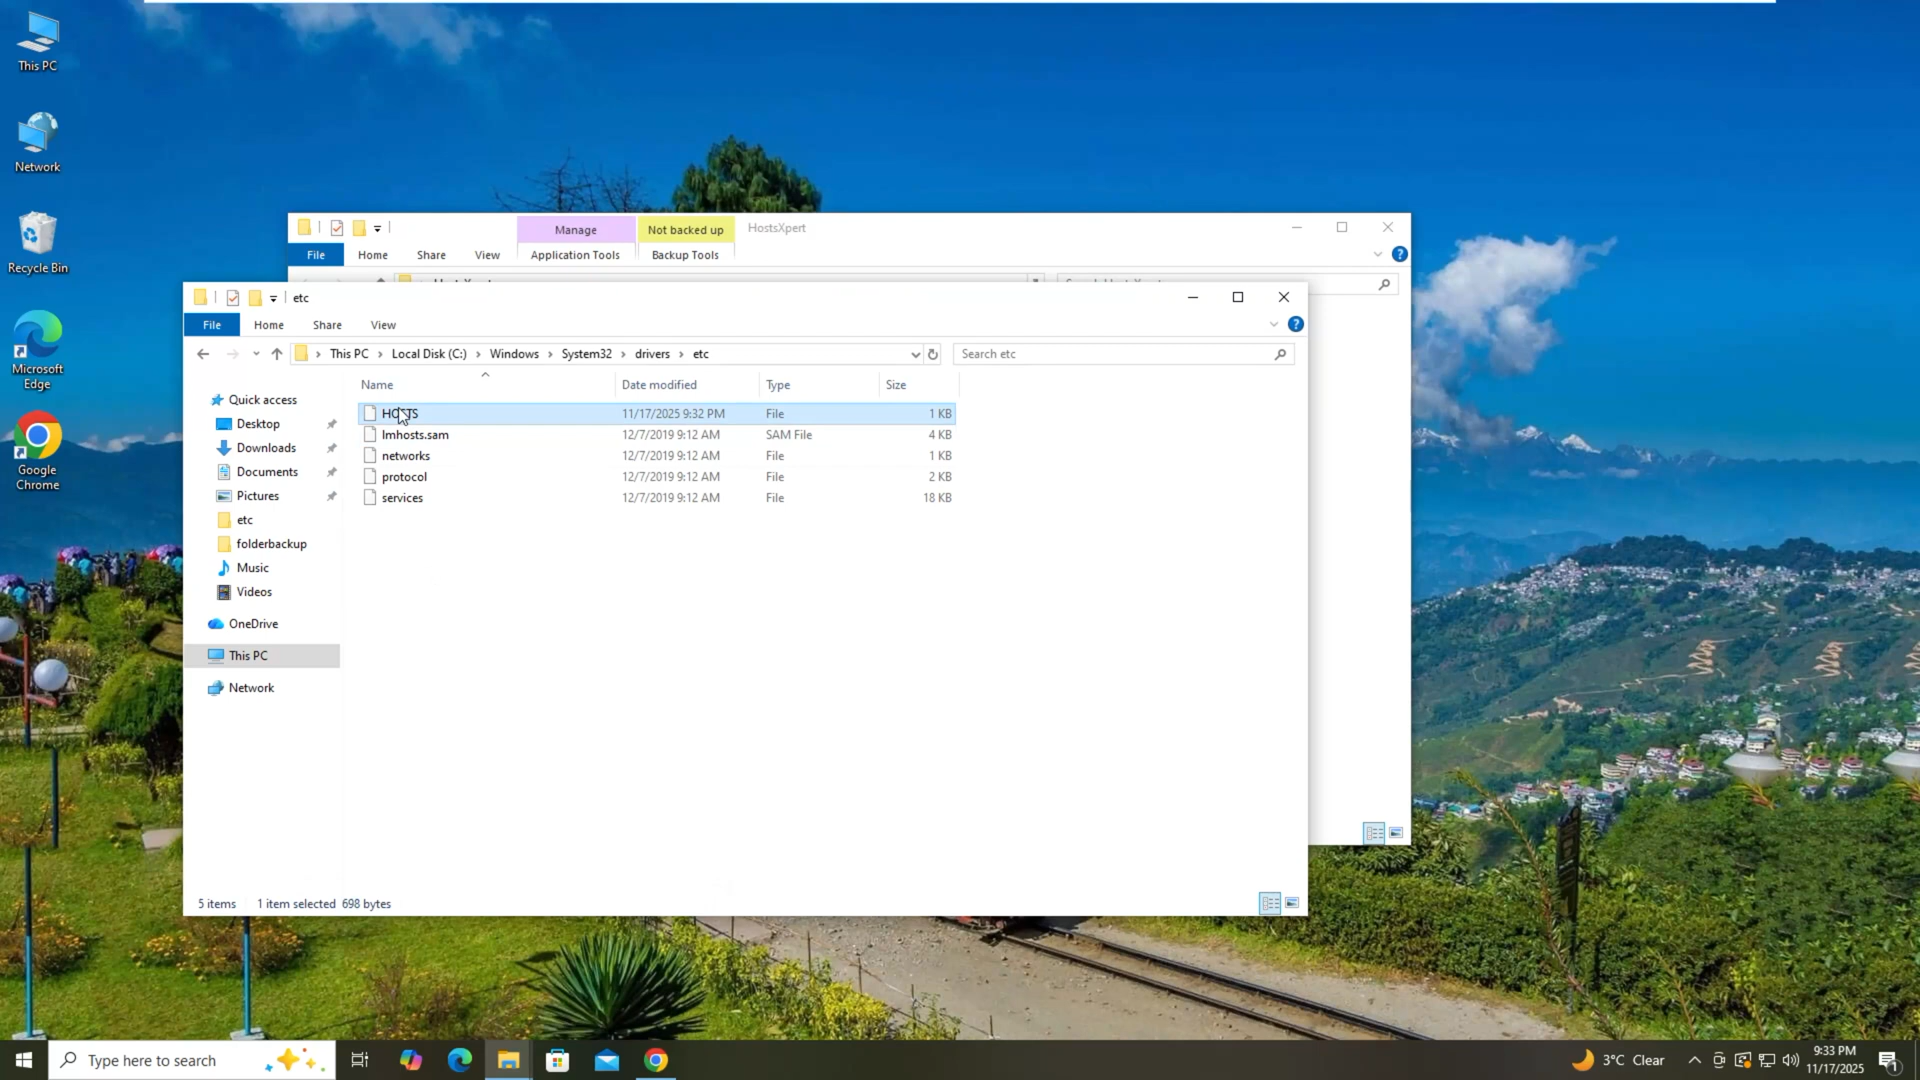 This PC
Network
Recycle Bin
Microsoft
Edge
Google
Chrome
Manage
Not backed up
HostsXpert
File
Home
Share
View
Application Tools
Backup Tools
etc
File
Home
Share
View
This PC > Local Disk (C:) > Windows > System32 > drivers > etc
Search etc
Name
Date modified
Type
Size
HOSTS
11/17/2025 9:32 PM
File
1 KB
lmhosts.sam
12/7/2019 9:12 AM
SAM File
4 KB
networks
12/7/2019 9:12 AM
File
1 KB
protocol
12/7/2019 9:12 AM
File
2 KB
services
12/7/2019 9:12 AM
File
18 KB
Quick access
Desktop
Downloads
Documents
Pictures
etc
folderbackup
Music
Videos
OneDrive
This PC
Network
5 items
1 item selected 698 bytes
Type here to search
3°C Clear
9:33 PM
11/17/2025
1